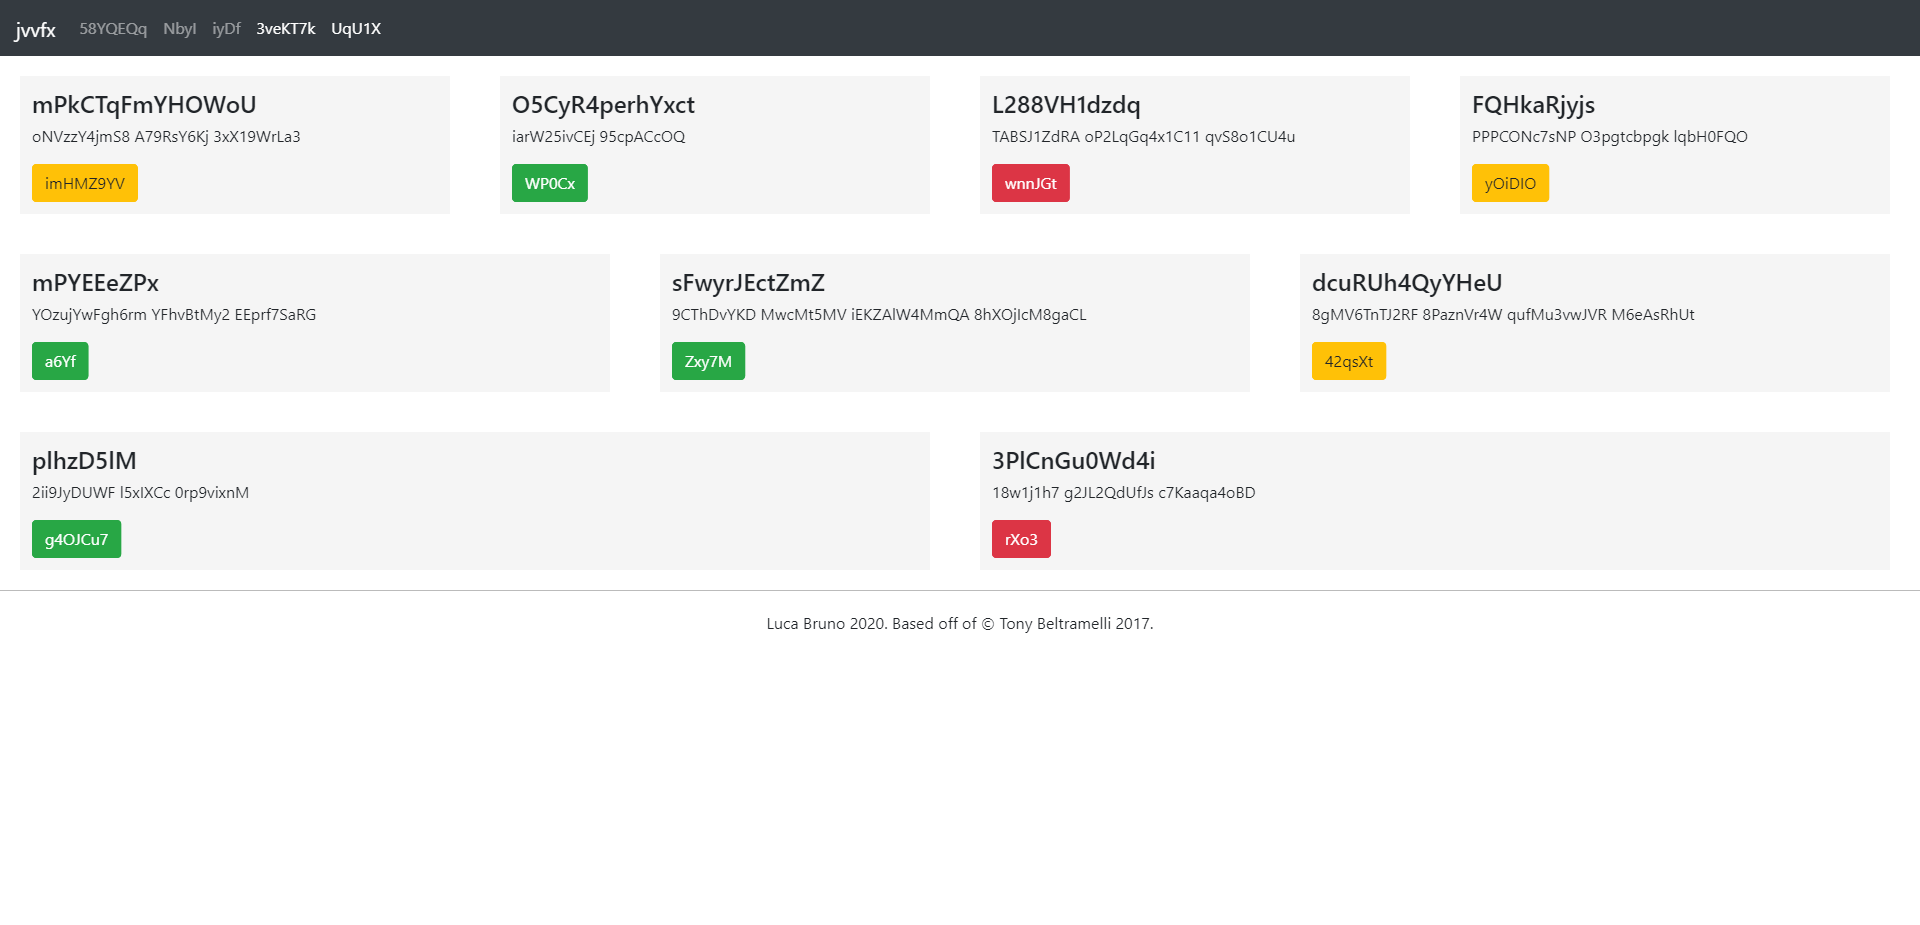 jvvfx 58YQEQq NbyI iyDf 3veKT7k UqU1X
mPkCTqFmYHOWoU
oNVzzY4jmS8 A79RsY6Kj 3xX19WrLa3
imHMZ9YV
O5CyR4perhYxct
iarW25ivCEj 95cpACcOQ
WP0Cx
L288VH1dzdq
TABSJ1ZdRA oP2LqGq4x1C11 qvS8o1CU4u
wnnJGt
FQHkaRjyjs
PPPCONc7sNP O3pgtcbpgk lqbH0FQO
yOiDIO
mPYEEeZPx
YOzujYwFgh6rm YFhvBtMy2 EEprf7SaRG
a6Yf
sFwyrJEctZmZ
9CThDvYKD MwcMt5MV iEKZAlW4MmQA 8hXOjIcM8gaCL
Zxy7M
dcuRUh4QyYHeU
8gMV6TnTJ2RF 8PaznVr4W qufMu3vwJVR M6eAsRhUt
42qsXt
plhzD5lM
2ii9JyDUWF l5xIXCc 0rp9vixnM
g4OJCu7
3PlCnGu0Wd4i
18w1j1h7 g2JL2QdUfJs c7Kaaqa4oBD
rXo3
Luca Bruno 2020. Based off of © Tony Beltramelli 2017.